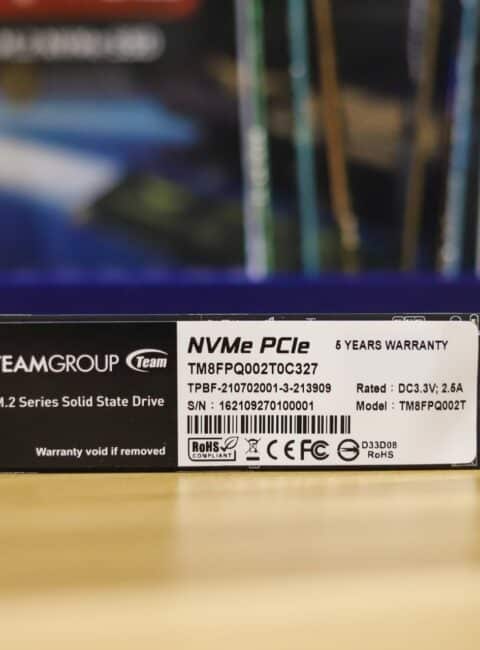 TEAMGROUP Team
M.2 Series Solid State Drive
Warranty void if removed
NVMe PCIe 5 YEARS WARRANTY
TM8FPQ002T0C327
TPBF-210702001-3-213909
Rated : DC3.3V; 2.5A
S/N : 162109270100001
Model : TM8FPQ002T
RoHS
COMPLIANT
CE FC
D33D08
RoHS